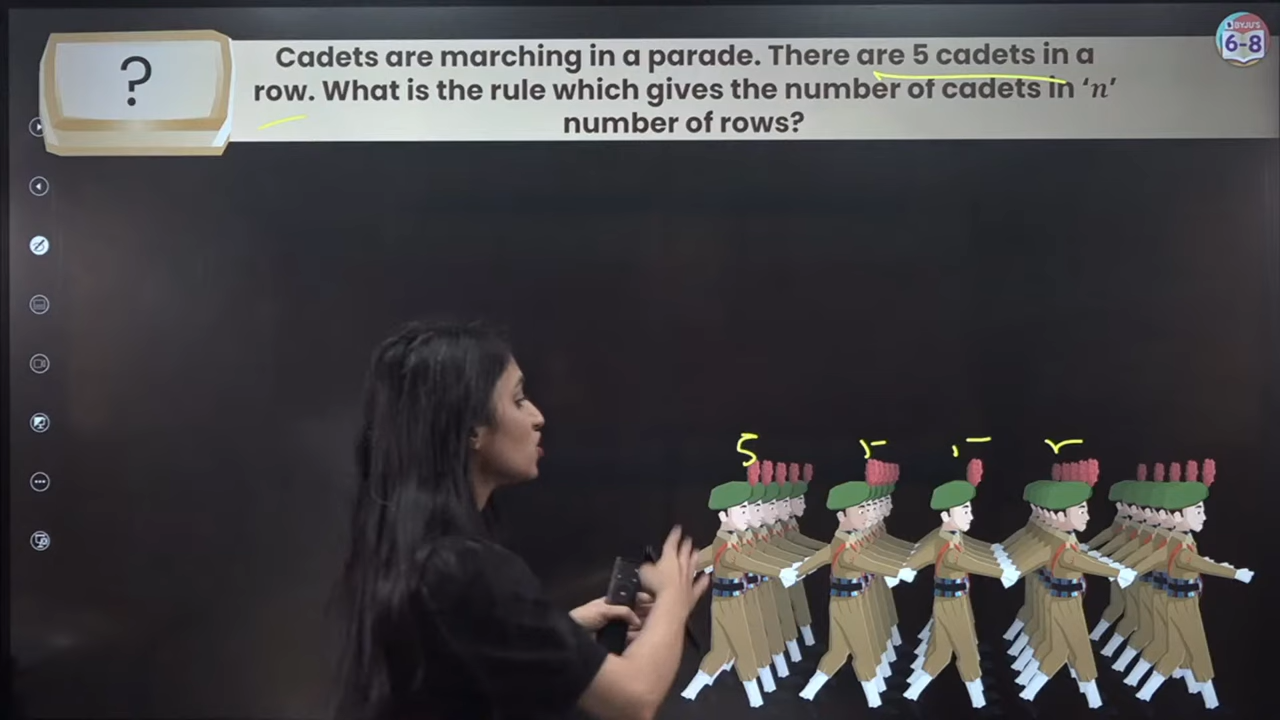 ?
Cadets are marching in a parade. There are 5 cadets in a
row. What is the rule which gives the number of cadets in ‘n’
number of rows?
BYJU'S
6-8
5